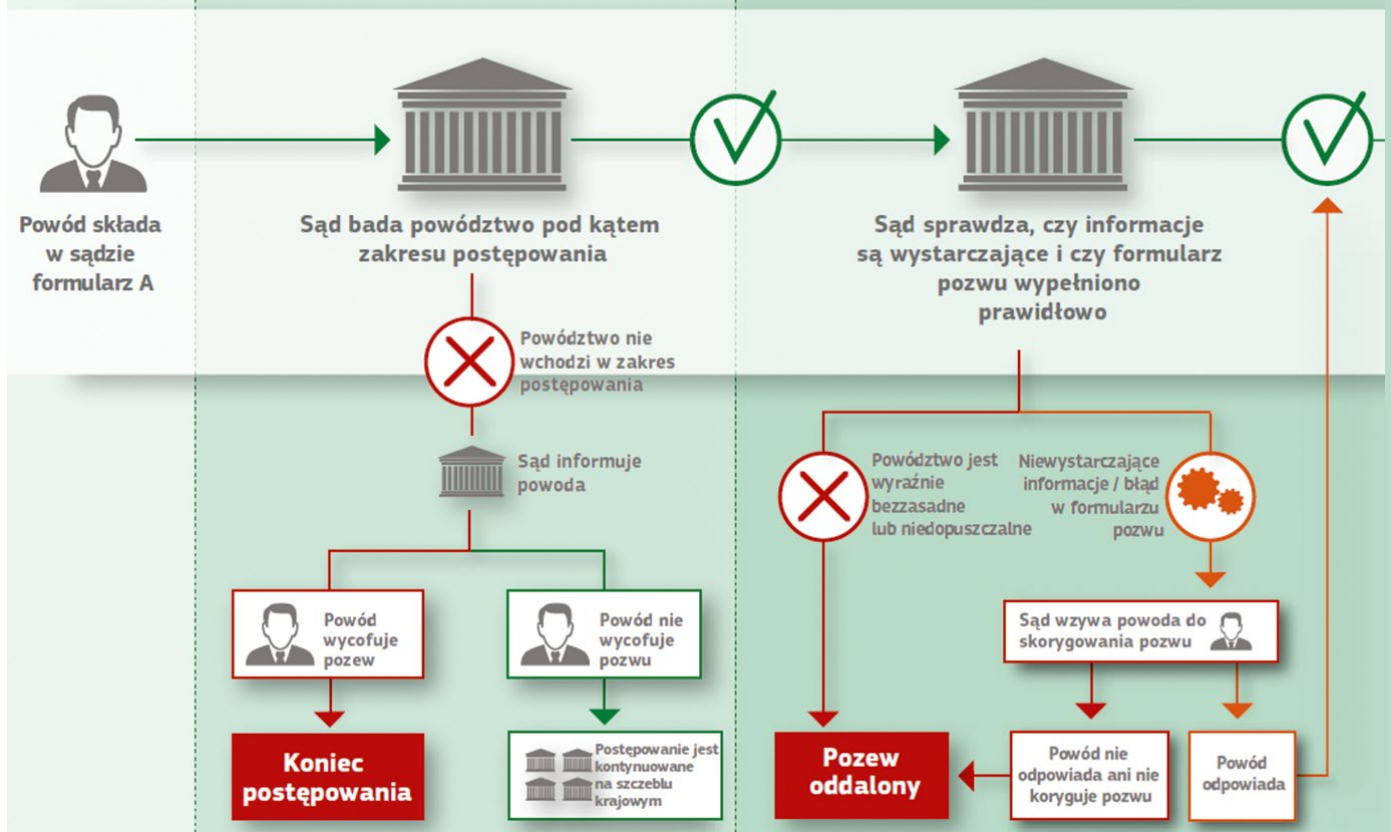 Powód składa
w sądzie
formularz A
Sąd bada powództwo pod kątem
zakresu postępowania
Sąd sprawdza, czy informacje
są wystarczające i czy formularz
pozwu wypełniono
prawidłowo
Powództwo nie
wchodzi w zakres
postępowania
Sąd informuje
powoda
Powód
wycofuje
pozew
Powód nie
wycofuje
pozwu
Koniec
postępowania
Postępowanie jest
kontynuowane
na szczeblu
krajowym
Powództwo jest
wyraźnie
bezzasadne
lub niedopuszczalne
Niewystarczające
informacje / błąd
w formularzu
pozwu
Sąd wzywa powoda do
skorygowania pozwu
Pozew
oddalony
Powód nie
odpowiada ani nie
koryguje pozwu
Powód
odpowiada